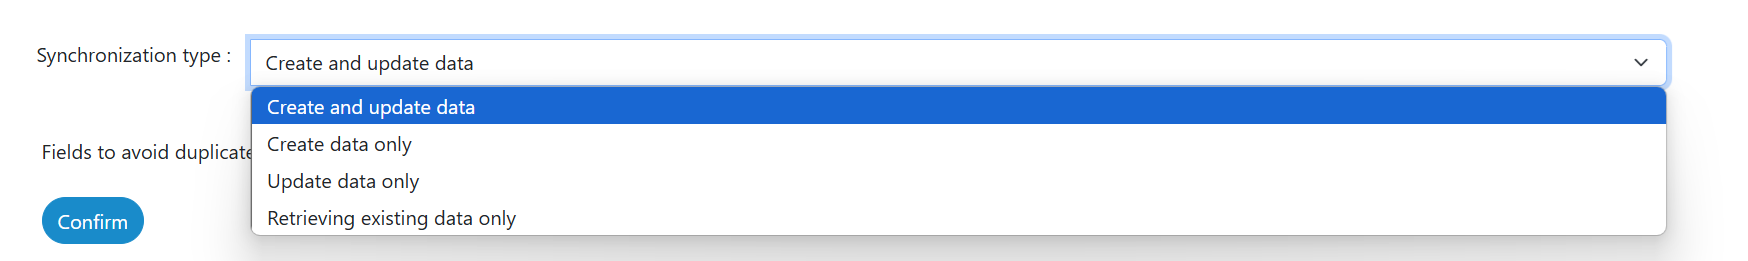 Synchronization type :
Create and update data
Create and update data
Create data only
Fields to avoid
Update data only
Retrieving existing data only
Confirm